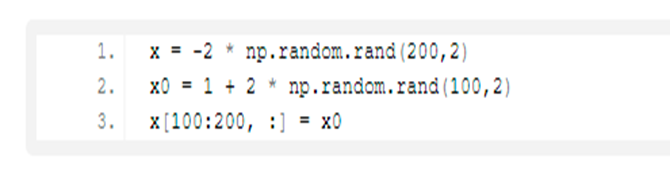 1. x = -2 * np.random.rand(200,2)
2. x0 = 1 + 2 * np.random.rand(100,2)
3. x[100:200, :] = x0